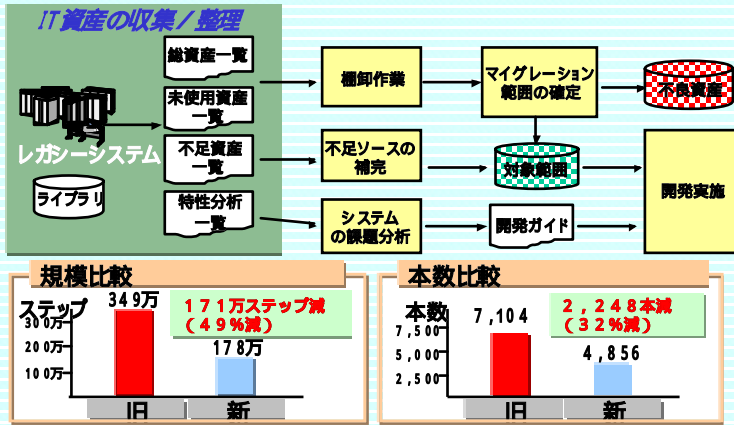 IT資産の収集/整理
総資産一覧
未使用資産
一覧
不足資産
一覧
特性分析
一覧
レガシーシステム
ライブラリ
棚卸作業
マイグレーション
範囲の確定
不良資産
不足ソースの
補完
対象範囲
開発実施
システム
の課題分析
開発ガイド
規模比較
ステップ
349万
300万
200万
178万
100万
171万ステップ減
(49%減)
旧
新
本数比較
本数
7,104
7,500
5,000
4,856
2,500
2,248本減
(32%減)
旧
新